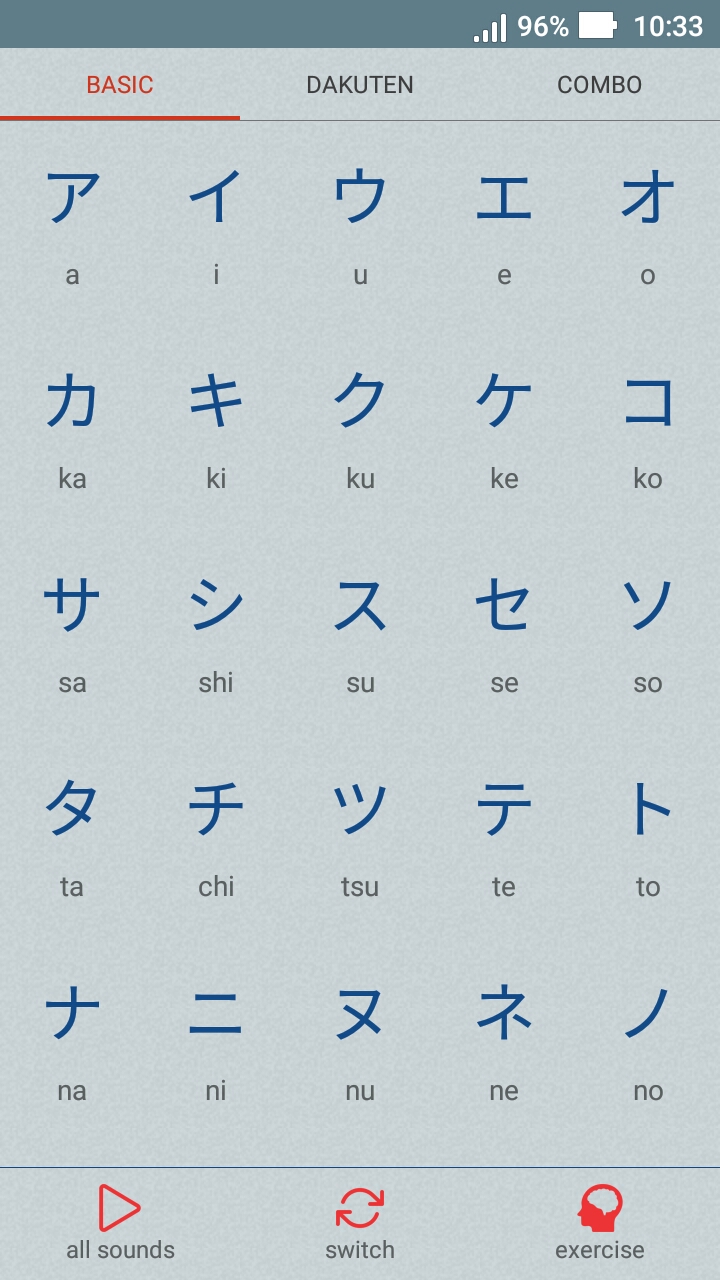 96% 10:33
BASIC DAKUTEN COMBO
ア イ ウ エ オ
a i u e o
カ キ ク ケ コ
ka ki ku ke ko
サ シ ス セ ソ
sa shi su se so
タ チ ツ テ ト
ta chi tsu te to
ナ ニ ヌ ネ ノ
na ni nu ne no
all sounds switch exercise